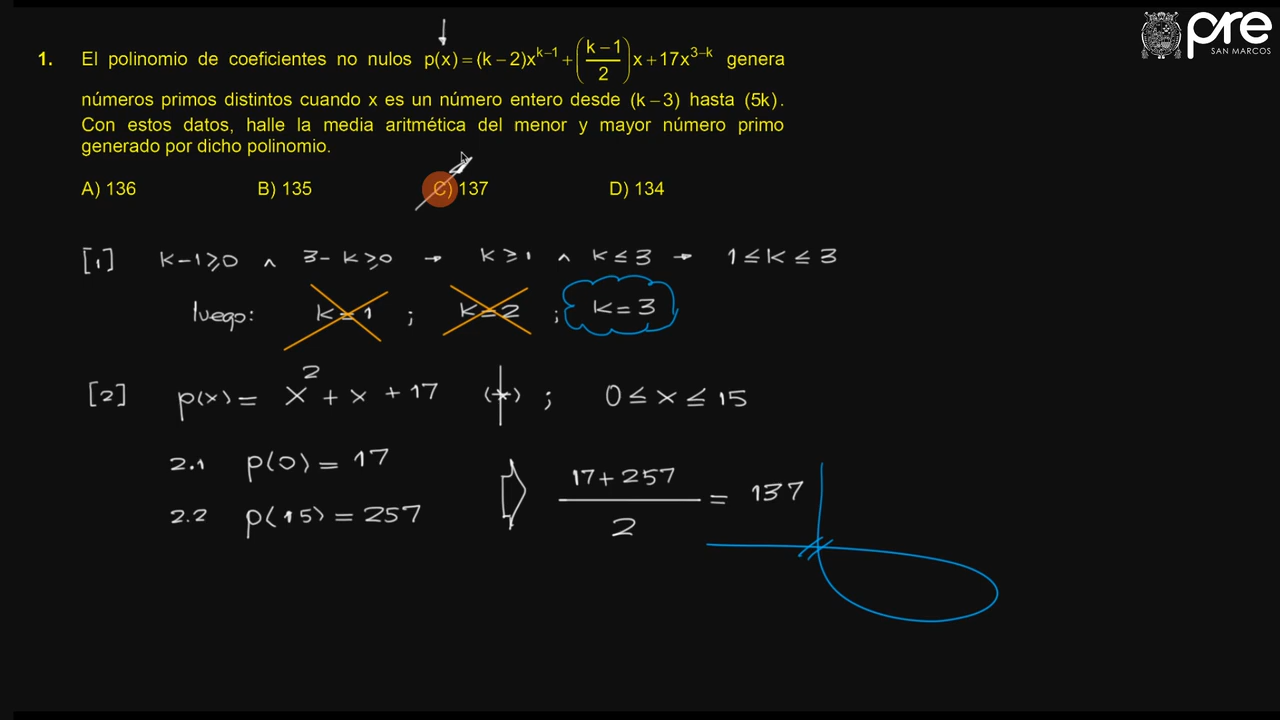 pre
SAN MARCOS
1. El polinomio de coeficientes no nulos p(x)=(k−2)x^{k−1}+((k−1)/2)x+17x^{3−k} genera
números primos distintos cuando x es un número entero desde (k−3) hasta (5k).
Con estos datos, halle la media aritmética del menor y mayor número primo
generado por dicho polinomio.
A) 136 B) 135 C) 137 D) 134
[1] k-1≥0 ∧ 3-k≥0 → k≥1 ∧ k≤3 → 1≤k≤3
luego: k=1 ; k=2 ; k=3
[2] p(x)= x^2+x+17 (*) ; 0≤x≤15
2.1 p(0)=17
2.2 p(15)=257
(17+257)/2 = 137